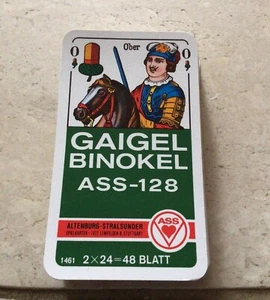 O Ober O
GAIGEL
BINOKEL
ASS-128
ALTENBURG-STRALSUNDER
ASS
1461 2×24=48 BLATT